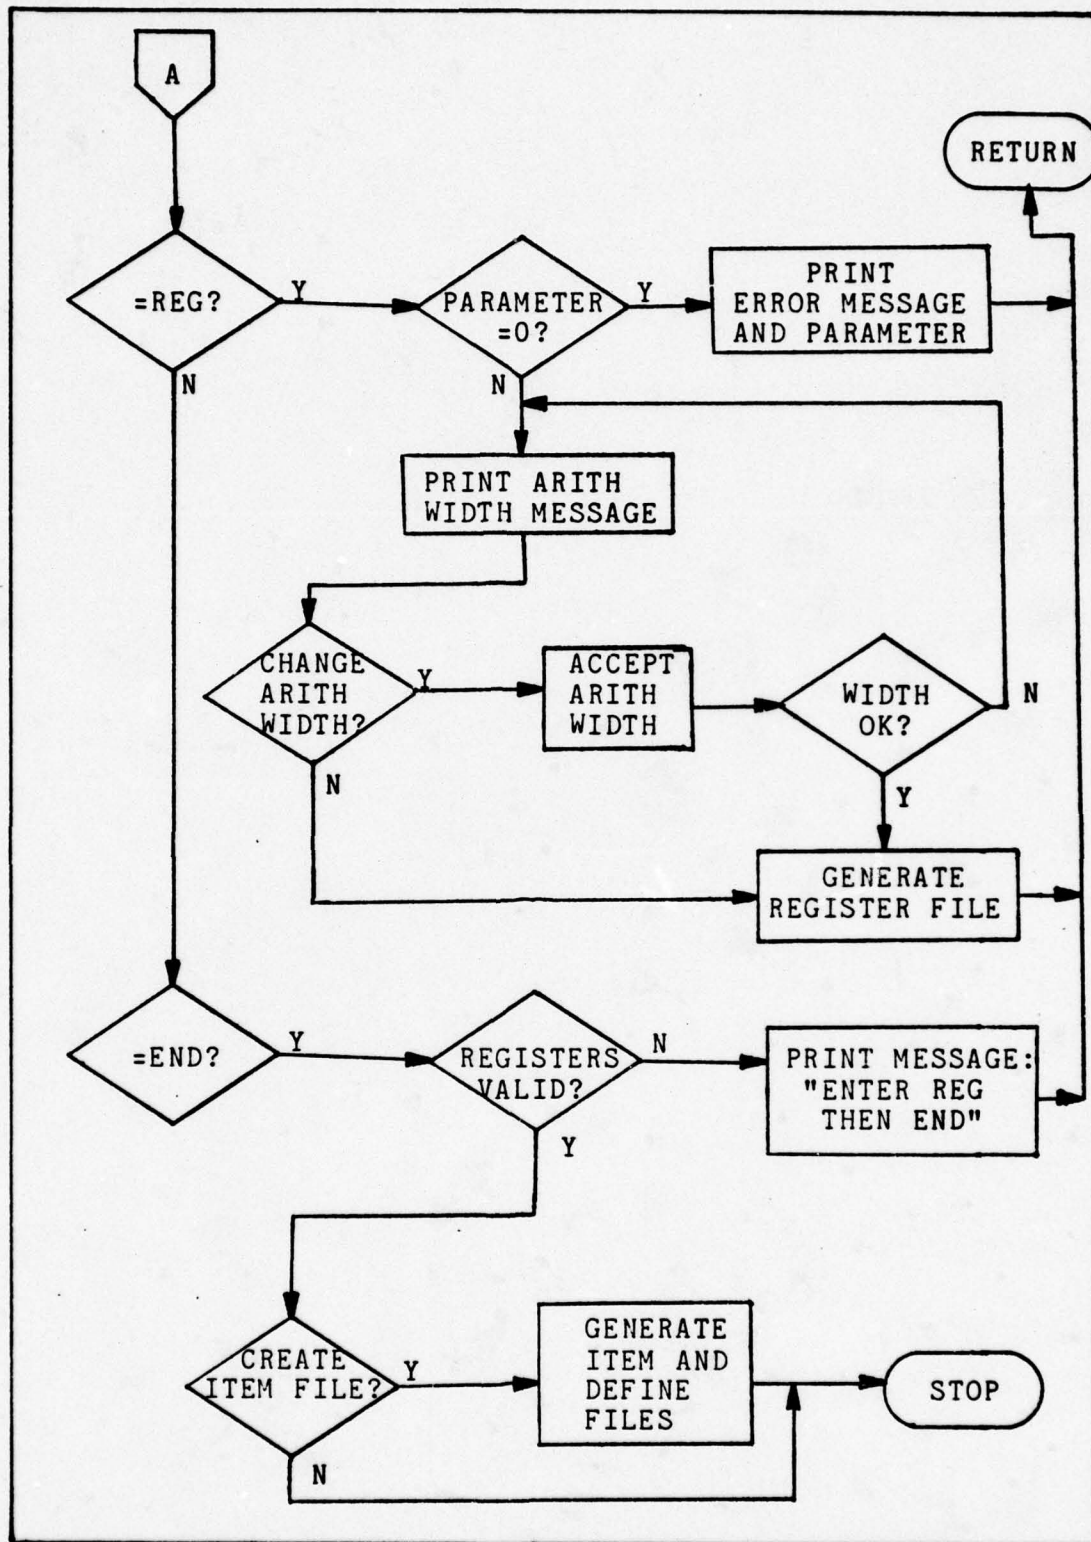 A
RETURN
=REG?
Y
PARAMETER
=0?
Y
PRINT
ERROR MESSAGE
AND PARAMETER
N
N
PRINT ARITH
WIDTH MESSAGE
CHANGE
ARITH
WIDTH?
Y
ACCEPT
ARITH
WIDTH
WIDTH
OK?
N
N
Y
GENERATE
REGISTER FILE
=END?
Y
REGISTERS
VALID?
N
PRINT MESSAGE:
"ENTER REG
THEN END"
Y
CREATE
ITEM FILE?
Y
GENERATE
ITEM AND
DEFINE
FILES
STOP
N